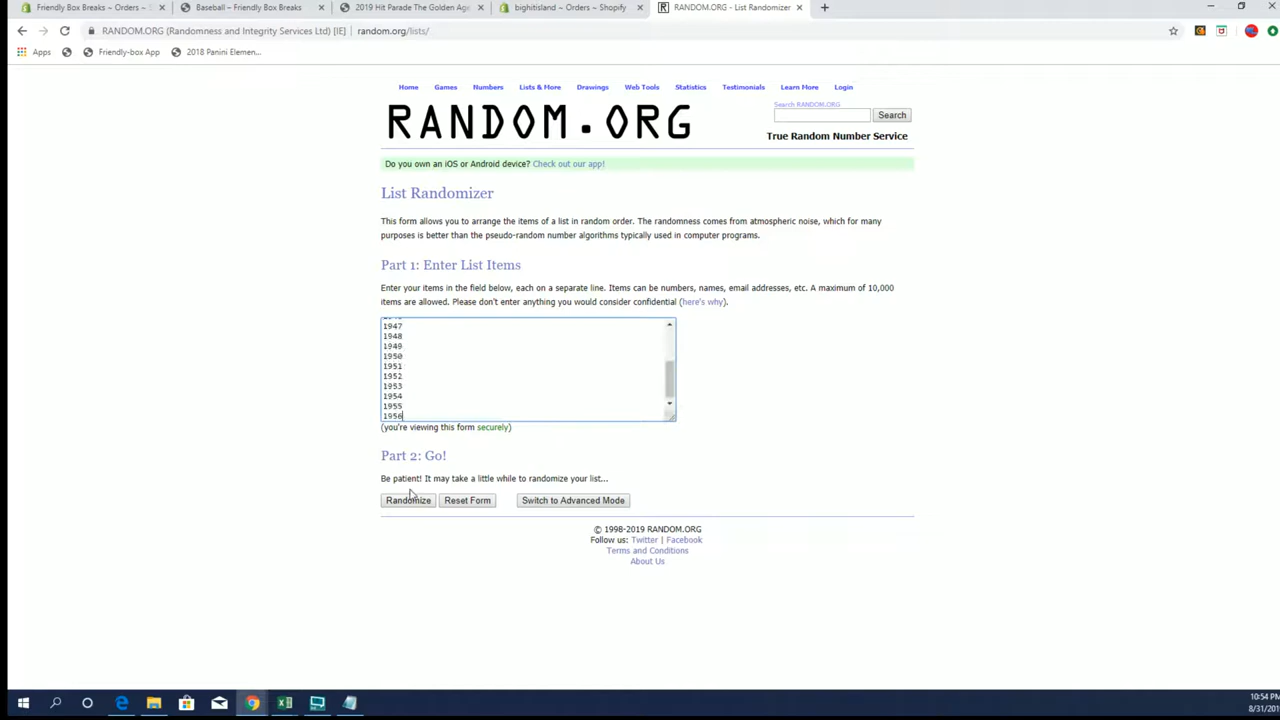 Friendly Box Breaks ~ Orders ~ S
Baseball – Friendly Box Breaks
2019 Hit Parade The Golden Age
bighitisland ~ Orders ~ Shopify
RANDOM.ORG - List Randomizer
RANDOM.ORG (Randomness and Integrity Services Ltd) [IE] | random.org/lists/
Apps
Friendly-box App
2018 Panini Elemen...
Home Games Numbers Lists & More Drawings Web Tools Statistics Testimonials Learn More Login
RANDOM.ORG
Search RANDOM.ORG
Search
True Random Number Service
Do you own an iOS or Android device? Check out our app!
List Randomizer
This form allows you to arrange the items of a list in random order. The randomness comes from atmospheric noise, which for many
purposes is better than the pseudo-random number algorithms typically used in computer programs.
Part 1: Enter List Items
Enter your items in the field below, each on a separate line. Items can be numbers, names, email addresses, etc. A maximum of 10,000
items are allowed. Please don't enter anything you would consider confidential (here's why).
1947
1948
1949
1950
1951
1952
1953
1954
1955
1956
(you're viewing this form securely)
Part 2: Go!
Be patient! It may take a little while to randomize your list...
Randomize Reset Form Switch to Advanced Mode
© 1998-2019 RANDOM.ORG
Follow us: Twitter | Facebook
Terms and Conditions
About Us
10:54 PM
8/31/201